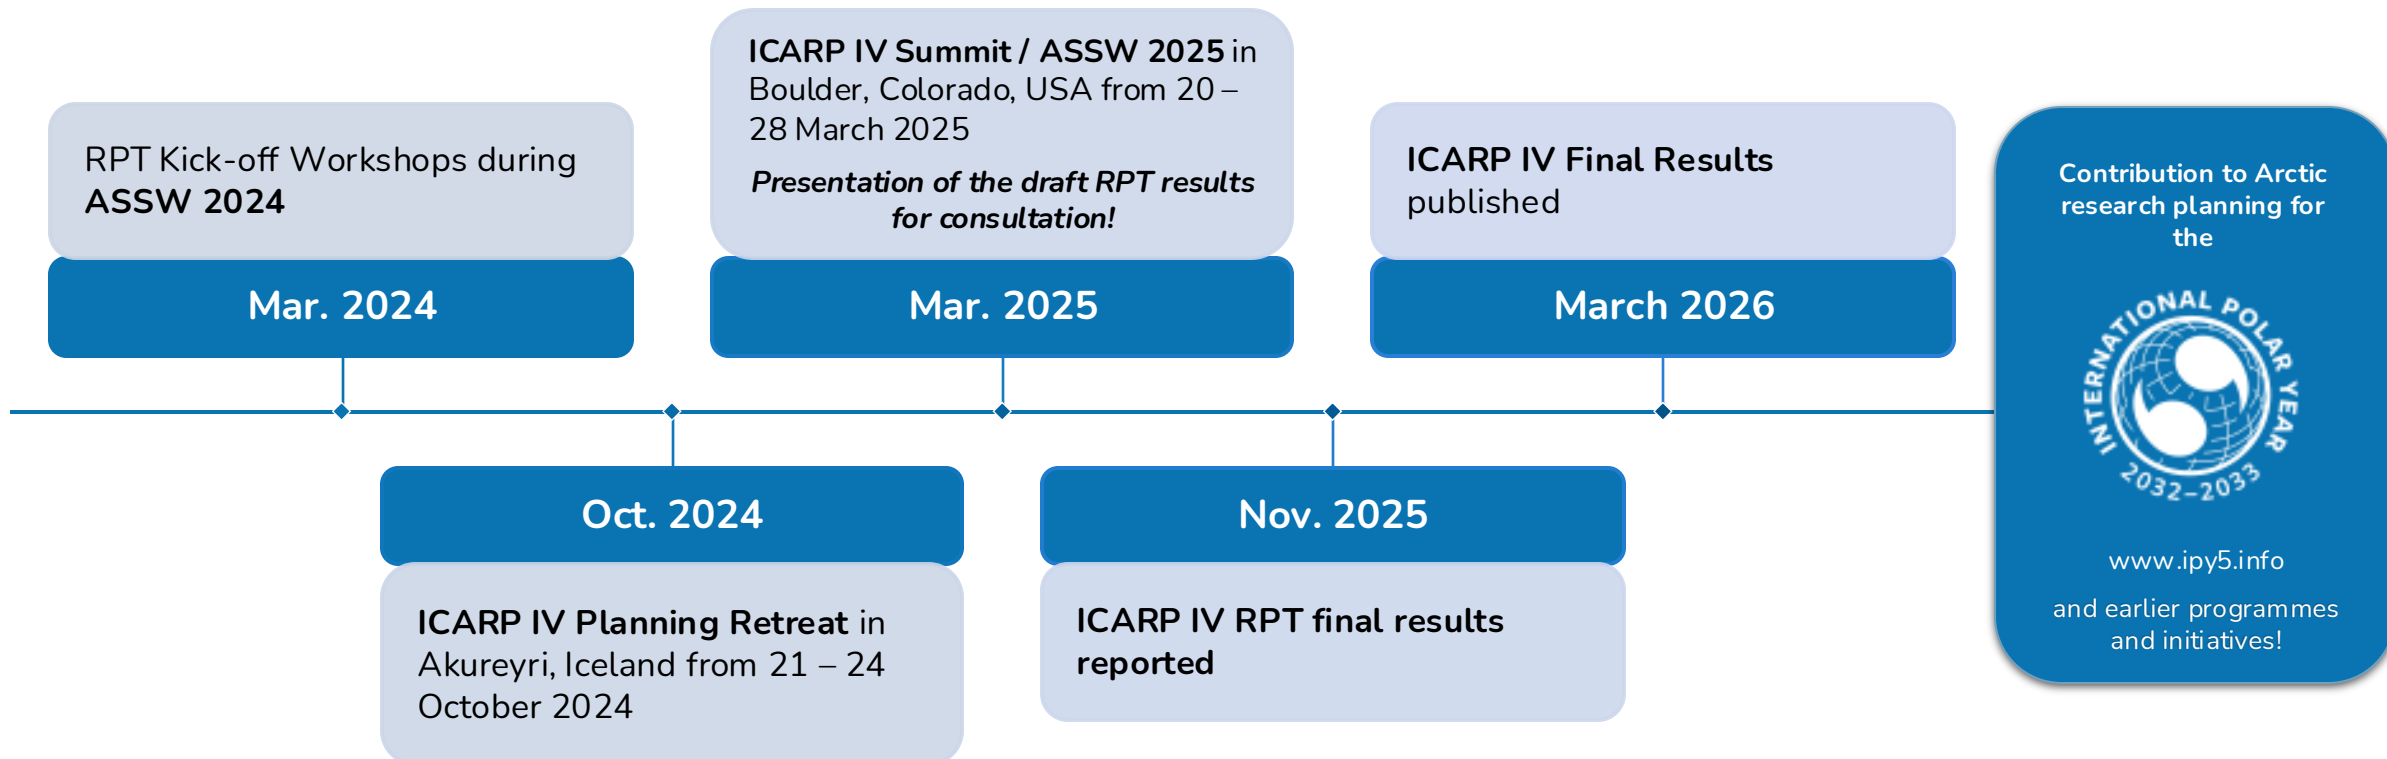 RPT Kick-off Workshops during
ASSW 2024
Mar. 2024
Oct. 2024
ICARP IV Planning Retreat in
Akureyri, Iceland from 21 – 24
October 2024
ICARP IV Summit / ASSW 2025 in
Boulder, Colorado, USA from 20 –
28 March 2025
Presentation of the draft RPT results
for consultation!
Mar. 2025
Nov. 2025
ICARP IV RPT final results
reported
ICARP IV Final Results
published
March 2026
Contribution to Arctic
research planning for
the
INTERNATIONAL POLAR YEAR
2032–2033
www.ipy5.info
and earlier programmes
and initiatives!